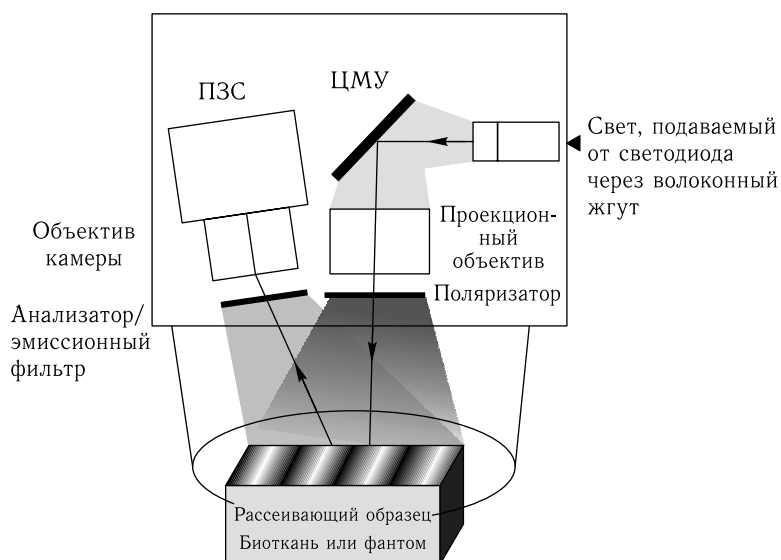 ПЗС
ЦМУ
Свет, подаваемый
от светодиода
через волоконный
жгут
Объектив
камеры
Проекцион-
ный
объектив
Поляризатор
Анализатор/
эмиссионный
фильтр
Рассеивающий образец
Биоткань или фантом